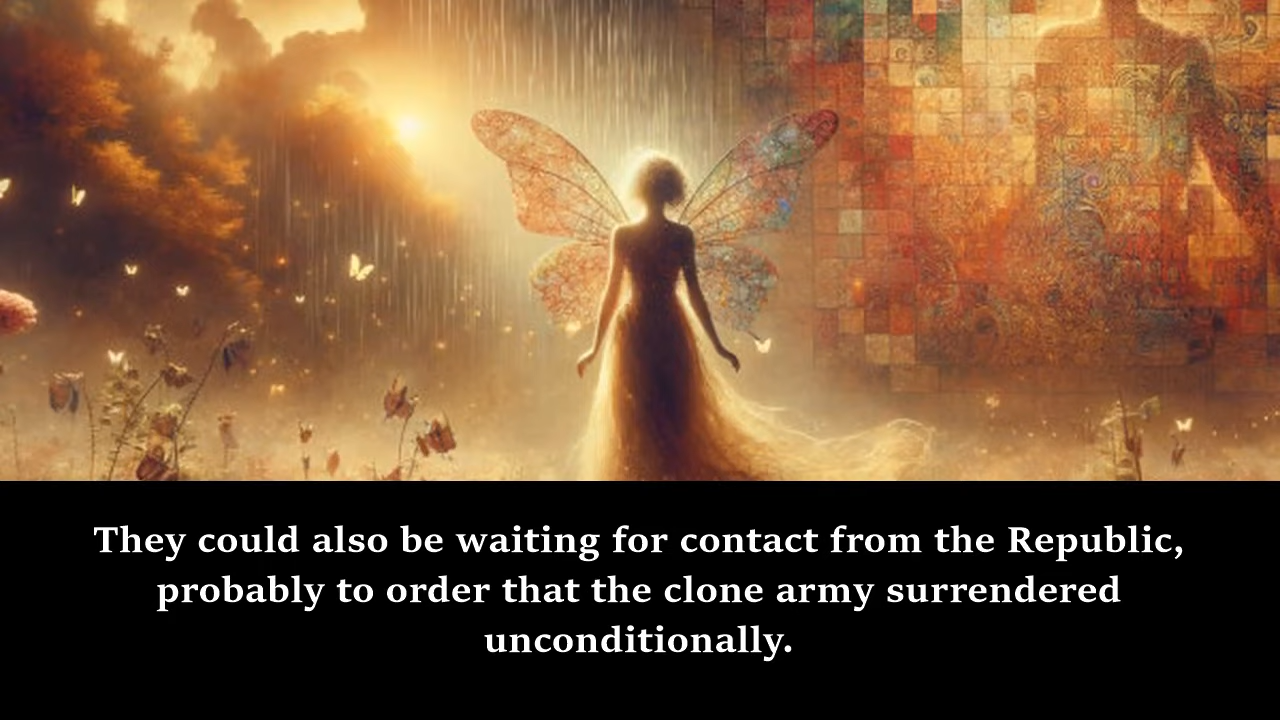 They could also be waiting for contact from the Republic,
probably to order that the clone army surrendered
unconditionally.